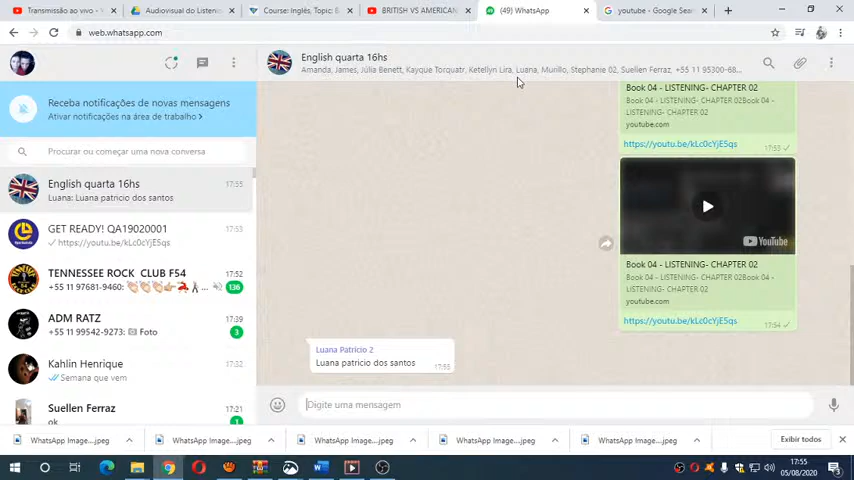 Transmissão ao vivo
Audiovisual do Listening
Course: Inglês, Topic:
BRITISH VS AMERICAN
(49) WhatsApp
youtube - Google Sear
web.whatsapp.com
English quarta 16hs
Amanda, James, Júlia Benett, Kayque Torquatr, Ketellyn Lira, Luana, Murillo, Stephanie 02, Suelien Ferraz, +55 11 95300-68...
Receba notificações de novas mensagens
Ativar notificações na área de trabalho >
Procurar ou começar uma nova conversa
English quarta 16hs
17:55
Luana: Luana patricio dos santos
GET READY! QA19020001
17:53
https://youtu.be/kLc0cYjE5qs
TENNESSEE ROCK CLUB F54
17:52
+55 11 97681-9460:
136
ADM RATZ
17:39
+55 11 99542-9273: Foto
3
Kahlin Henrique
17:32
Semana que vem
Suellen Ferraz
17:21
Book 04 - LISTENING- CHAPTER 02
Book 04 - LISTENING- CHAPTER 02Book 04 -
LISTENING- CHAPTER 02
youtube.com
https://youtu.be/kLc0cYjE5qs
17:53
YouTube
Book 04 - LISTENING- CHAPTER 02
Book 04 - LISTENING- CHAPTER 02Book 04 -
LISTENING- CHAPTER 02
youtube.com
https://youtu.be/kLc0cYjE5qs
17:54
Luana Patricio 2
Luana patricio dos santos
17:55
Digite uma mensagem
WhatsApp Image....jpeg
WhatsApp Image....jpeg
WhatsApp Image....jpeg
WhatsApp Image....jpeg
WhatsApp Image....jpeg
Exibir todos
17:55
05/08/2020